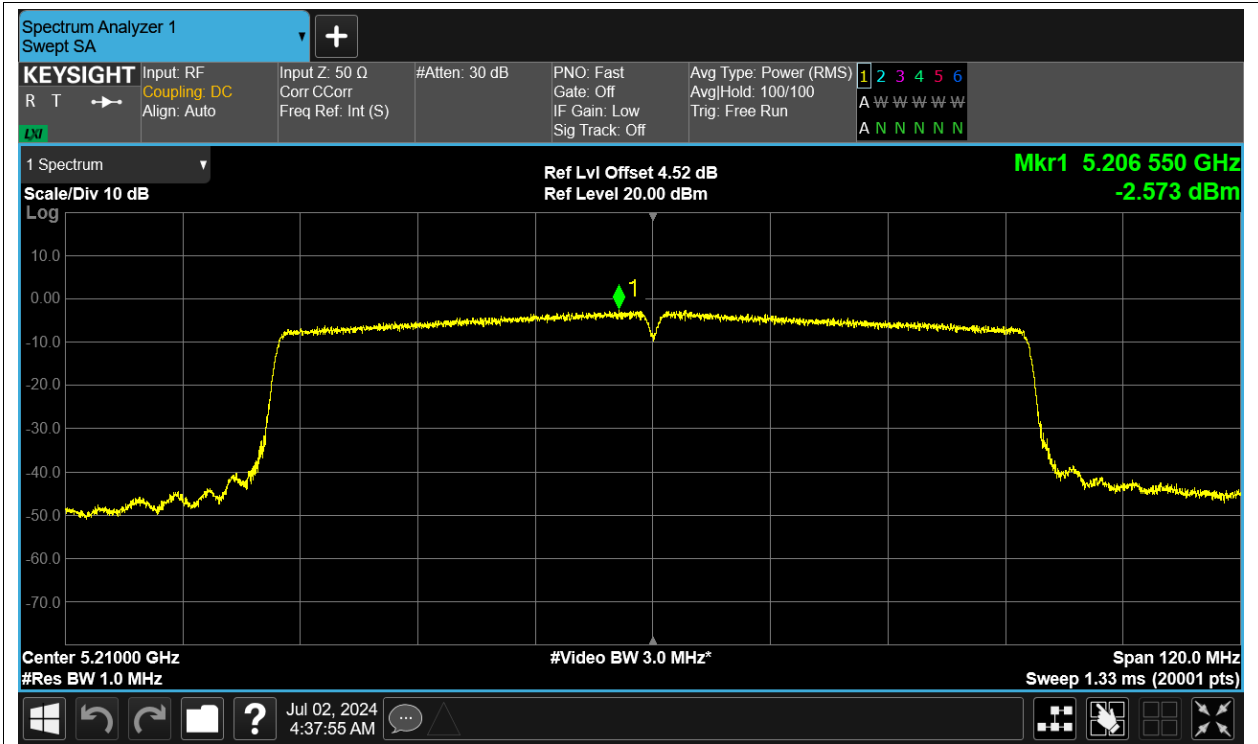 Spectrum Analyzer 1
Swept SA
KEYSIGHT
R T
LXI
Input: RF
Coupling: DC
Align: Auto
Input Z: 50 Ω
Corr CCorr
Freq Ref: Int (S)
#Atten: 30 dB
PNO: Fast
Gate: Off
IF Gain: Low
Sig Track: Off
Avg Type: Power (RMS)
Avg|Hold: 100/100
Trig: Free Run
1 2 3 4 5 6
A W W W W W
A N N N N N
1 Spectrum
Scale/Div 10 dB
Log
Ref Lvl Offset 4.52 dB
Ref Level 20.00 dBm
Mkr1 5.206 550 GHz
-2.573 dBm
10.0
0.00
-10.0
-20.0
-30.0
-40.0
-50.0
-60.0
-70.0
1
Center 5.21000 GHz
#Res BW 1.0 MHz
#Video BW 3.0 MHz*
Span 120.0 MHz
Sweep 1.33 ms (20001 pts)
?
Jul 02, 2024
4:37:55 AM